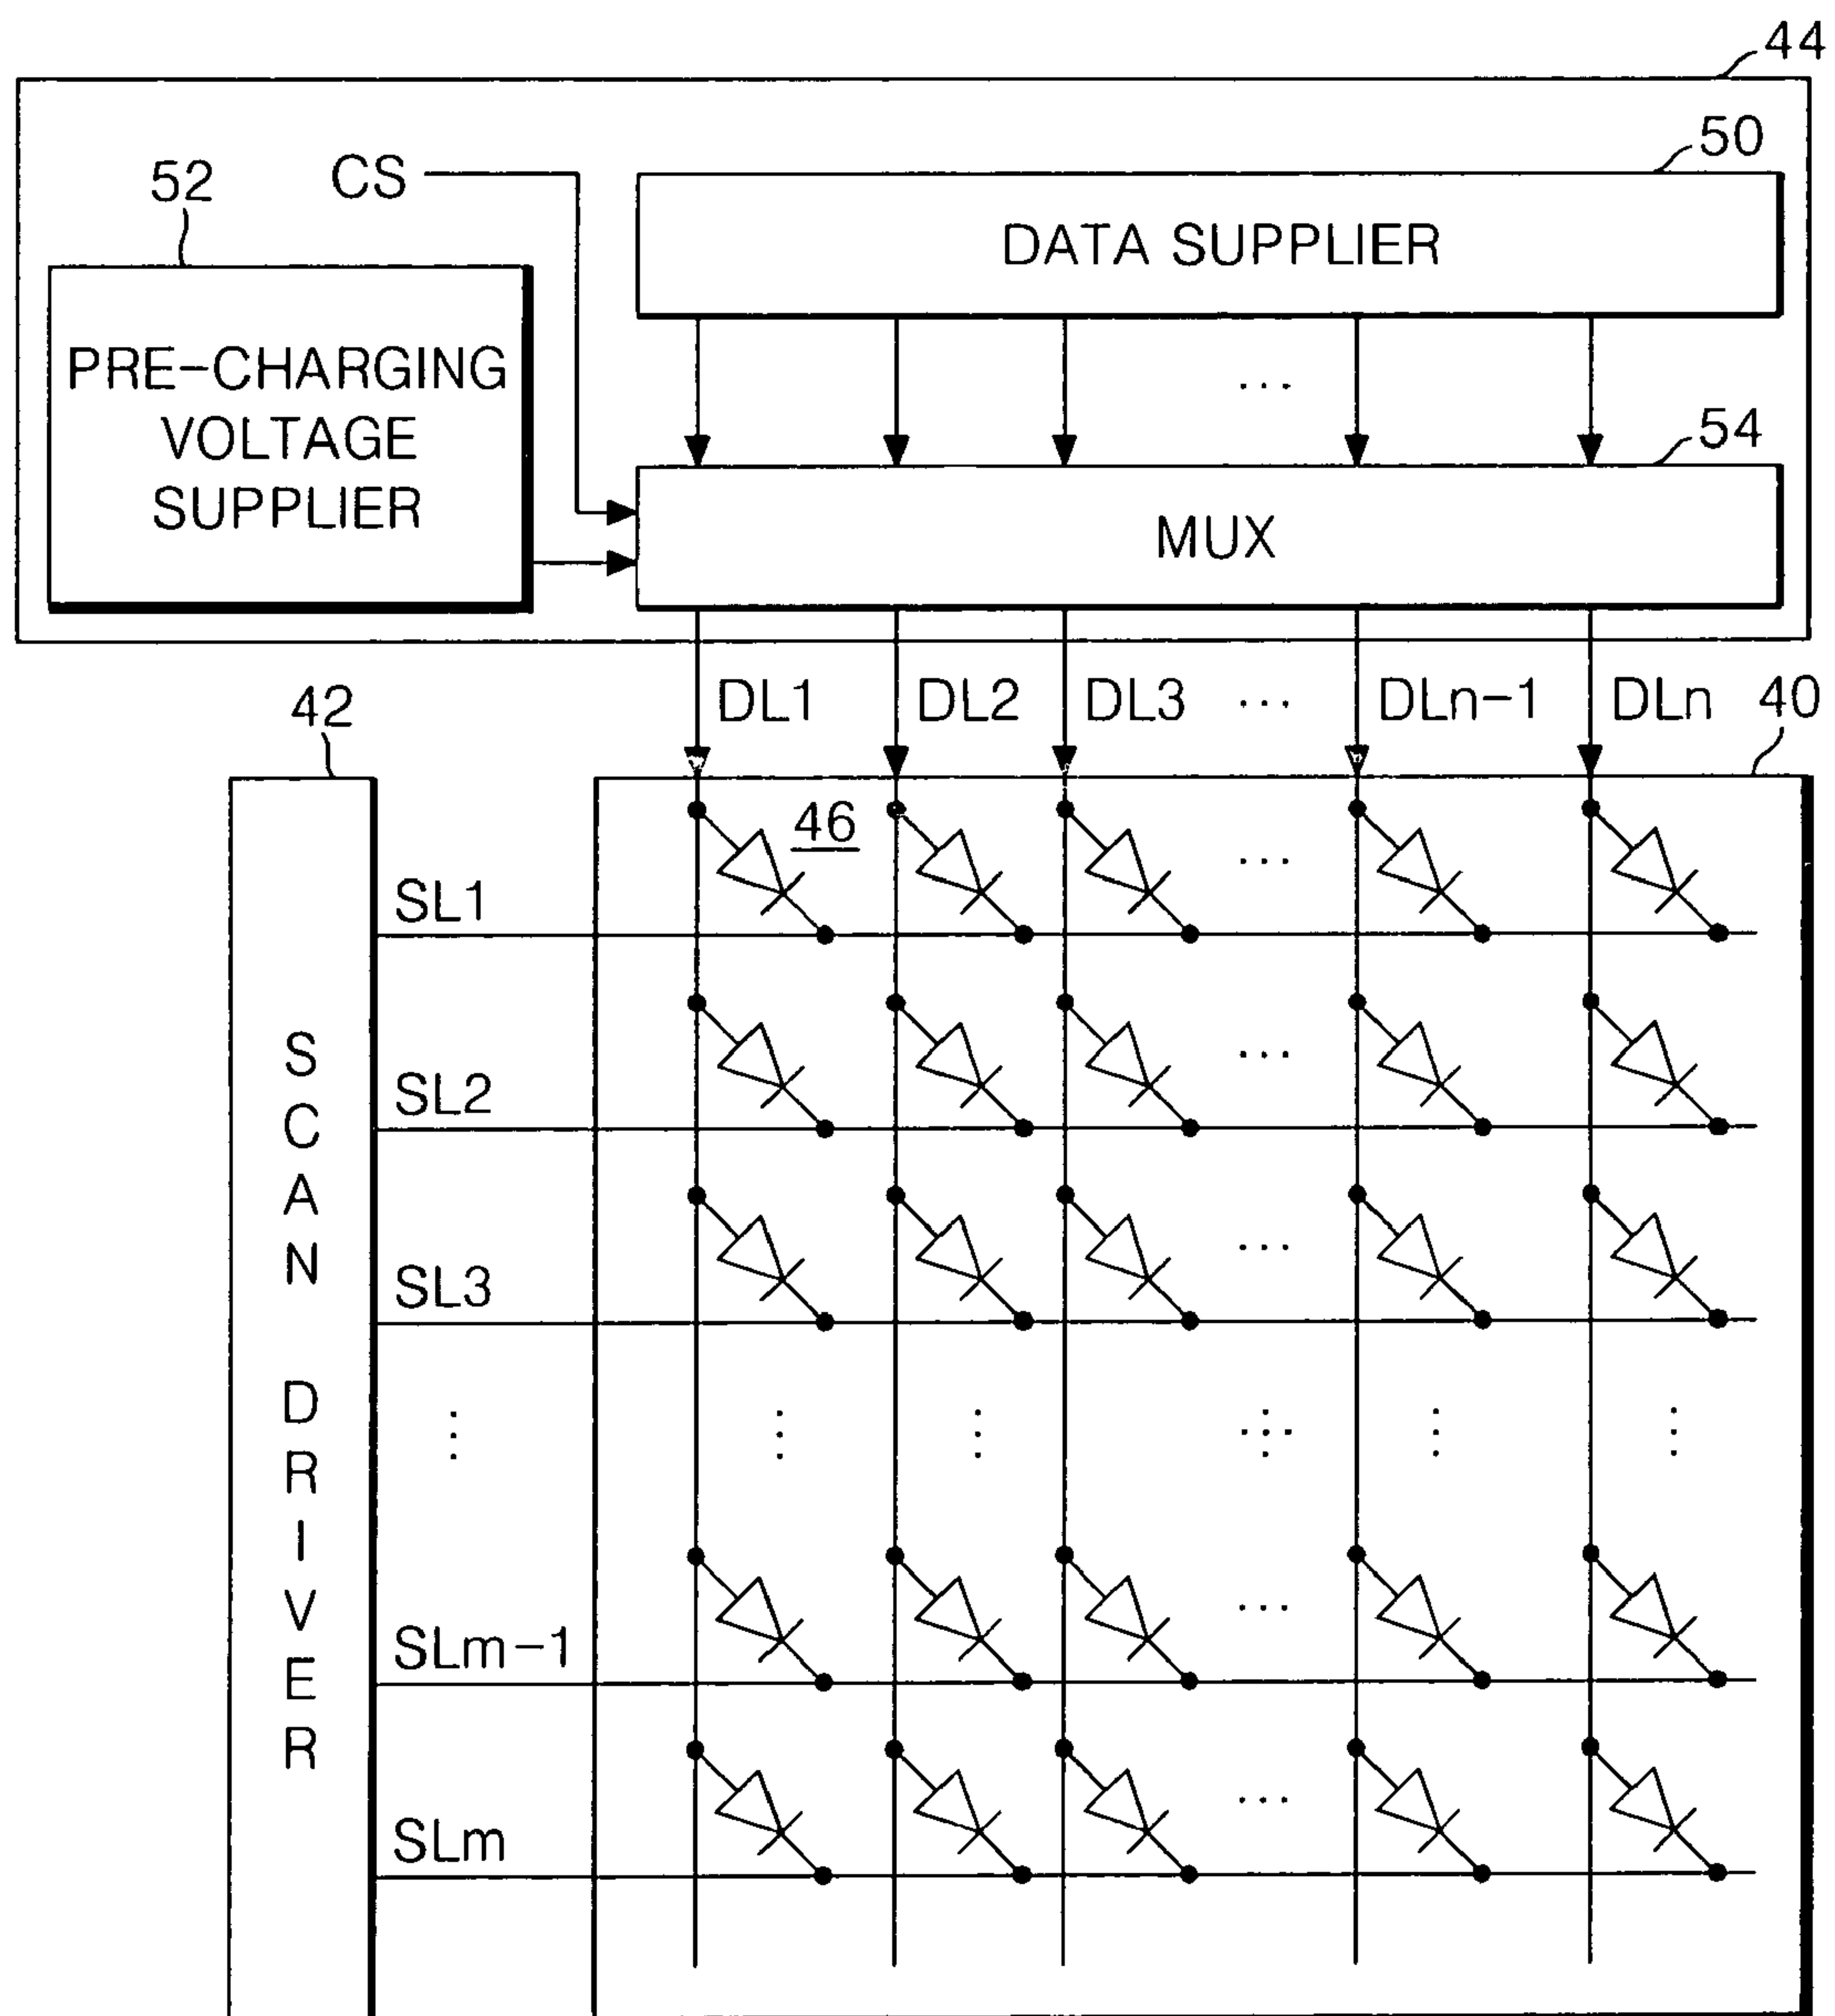 44
50
52
CS
DATA SUPPLIER
PRE-CHARGING
VOLTAGE
SUPPLIER
...
54
MUX
42
DL1 DL2 DL3 ... DLn-1 DLn
40
46
...
SL1
...
SL2
...
SL3
SCAN DRIVER
...
SLm-1
...
SLm